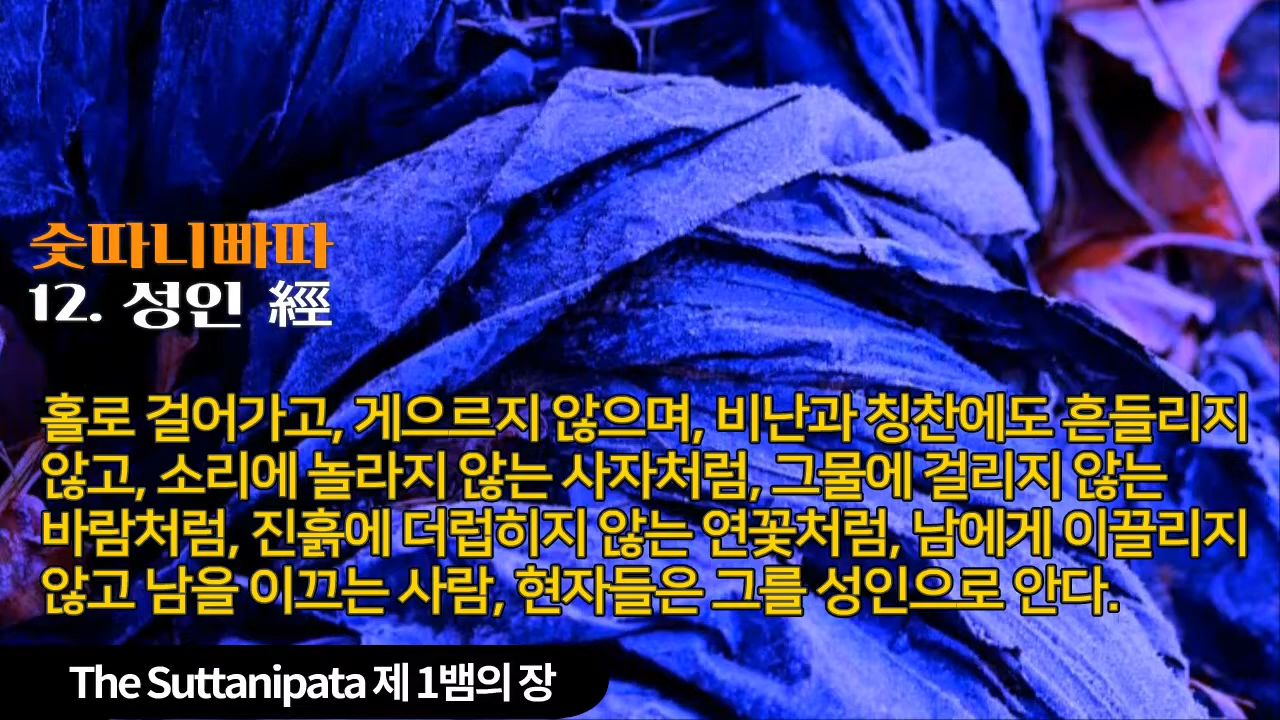 숫따니빠따
12. 성인 經
홀로 걸어가고, 게으르지 않으며, 비난과 칭찬에도 흔들리지
않고, 소리에 놀라지 않는 사자처럼, 그물에 걸리지 않는
바람처럼, 진흙에 더럽히지 않는 연꽃처럼, 남에게 이끌리지
않고 남을 이끄는 사람, 현자들은 그를 성인으로 안다.
The Suttanipata 제 1뱀의 장